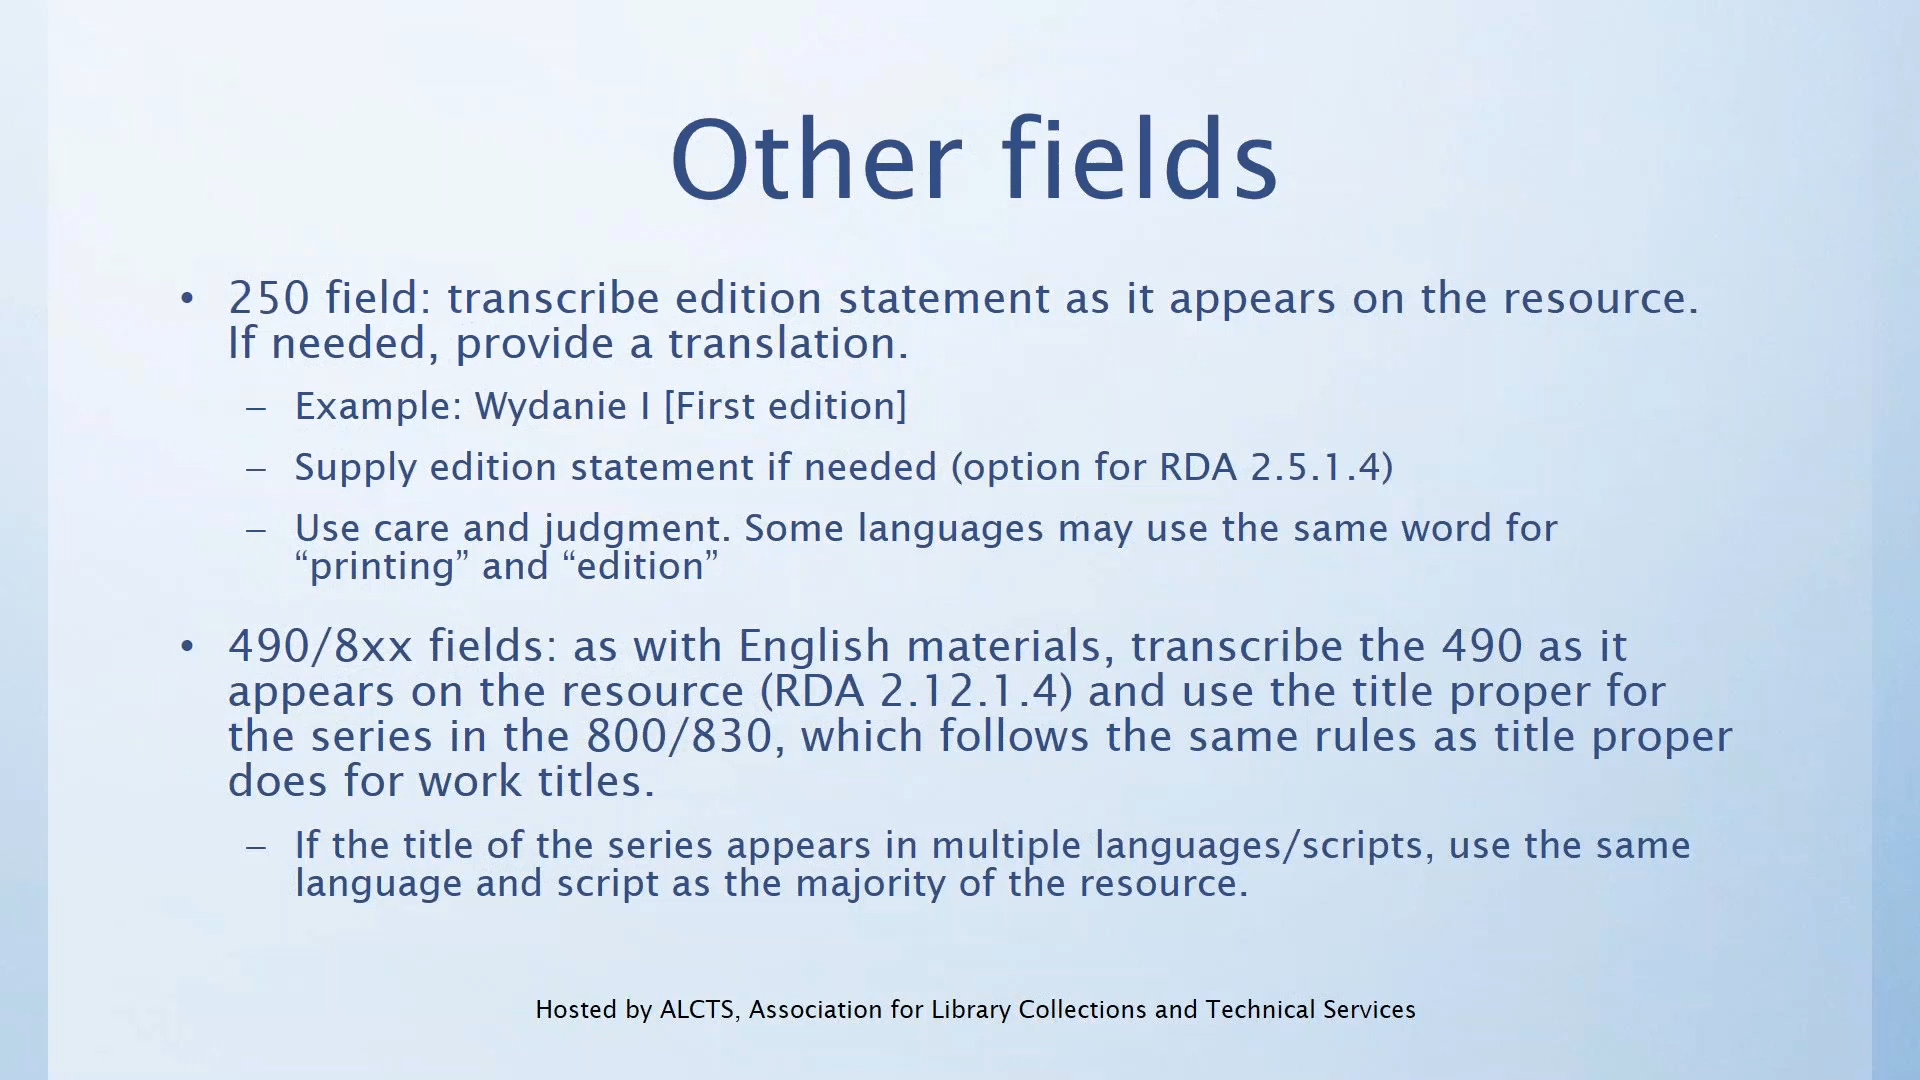 Other fields
• 250 field: transcribe edition statement as it appears on the resource.
If needed, provide a translation.
– Example: Wydanie I [First edition]
– Supply edition statement if needed (option for RDA 2.5.1.4)
– Use care and judgment. Some languages may use the same word for
“printing” and “edition”
• 490/8xx fields: as with English materials, transcribe the 490 as it
appears on the resource (RDA 2.12.1.4) and use the title proper for
the series in the 800/830, which follows the same rules as title proper
does for work titles.
– If the title of the series appears in multiple languages/scripts, use the same
language and script as the majority of the resource.
Hosted by ALCTS, Association for Library Collections and Technical Services